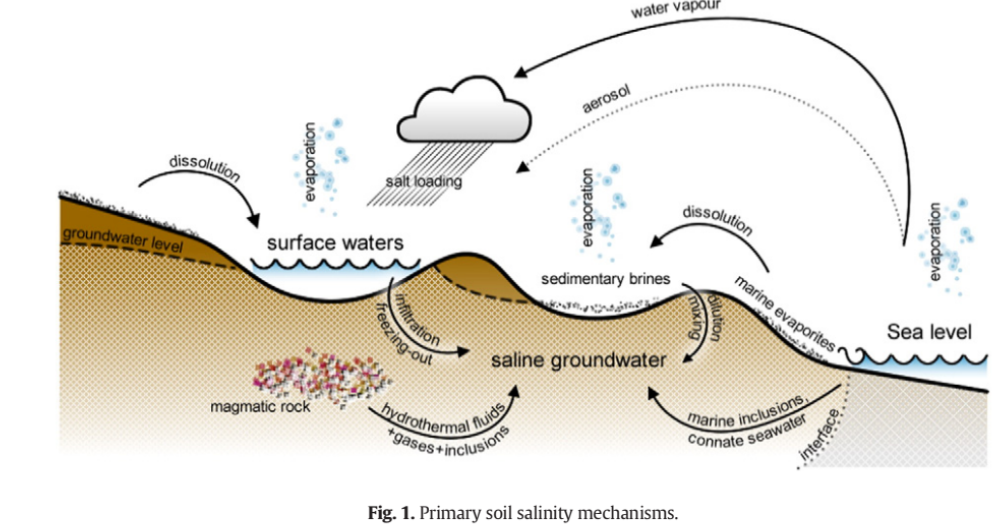 water vapour
aerosol
evaporation
dissolution
salt loading
evaporation
dissolution
evaporation
groundwater level
surface waters
sedimentary brines
marine evaporites
Sea level
infiltration
freezing-out
dilution
mixing
saline groundwater
magmatic rock
hydrothermal fluids
+gases+inclusions
marine inclusions,
connate seawater
interface
Fig. 1. Primary soil salinity mechanisms.